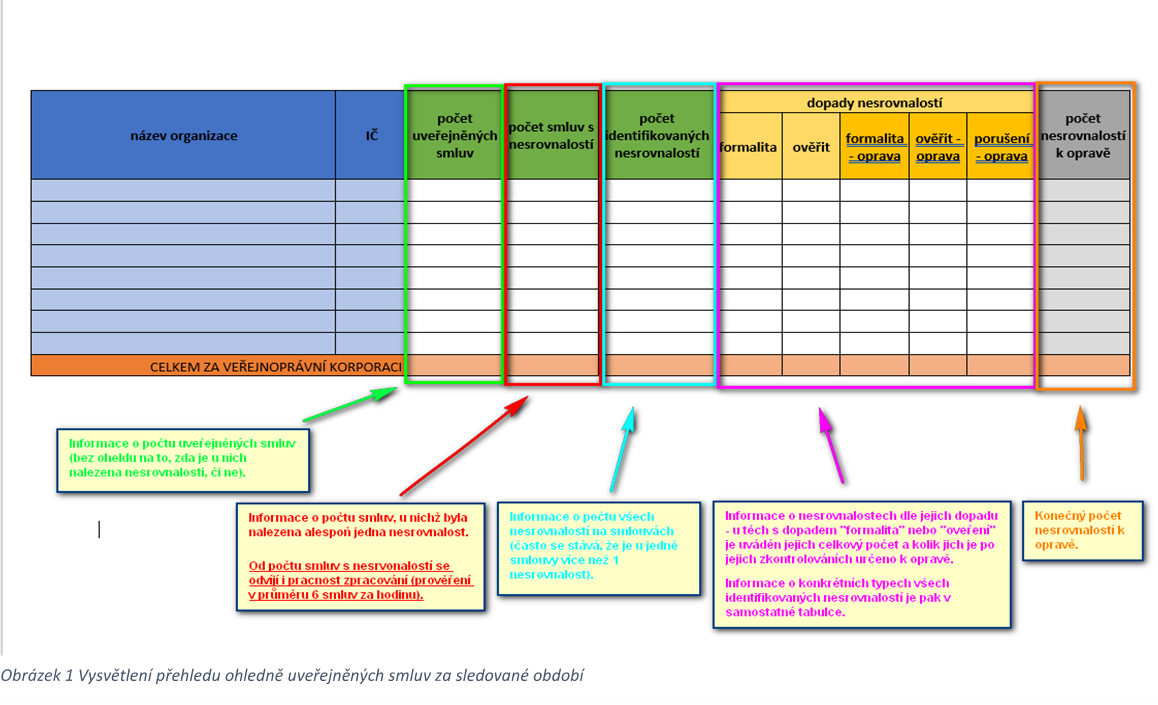 název organizace
IČ
počet
uveřejněných
smluv
počet smluv s
nesrovnalostí
počet
identifikovaných
nesrovnalostí
dopady nesrovnalostí
formalita
ověřit
formalita
- oprava
ověřit -
oprava
porušení
- oprava
počet
nesrovnalostí
k opravě
CELKEM ZA VEŘEJNOPRÁVNÍ KORPORACI
Informace o počtu uveřejněných smluv
(bez oheldu na to, zda je u nich
nalezena nesrovnalosti, či ne).
Informace o počtu smluv, u nichž byla
nalezena alespoň jedna nesrovnalost.
Od počtu smluv s nesrvonalostí se
odvíjí i pracnost zpracování (prověření
v průměru 6 smluv za hodinu).
Informace o počtu všech
nesrovnalostí na smlouvách
(často se stává, že je u jedné
smlouvy více než 1
nesrovnalost).
Informace o nesrovnalostech dle jejich dopadu
- u těch s dopadem "formalita" nebo "oveření"
je uváděn jejich celkový počet a kolik jich je po
jejich zkontrolováních určeno k opravě.
Informace o konkrétních typech všech
identifikovaných nesrovnalostí je pak v
samostatné tabulce.
Konečný počet
nesrovnalostí k
opravě.
Obrázek 1 Vysvětlení přehledu ohledně uveřejněných smluv za sledované období